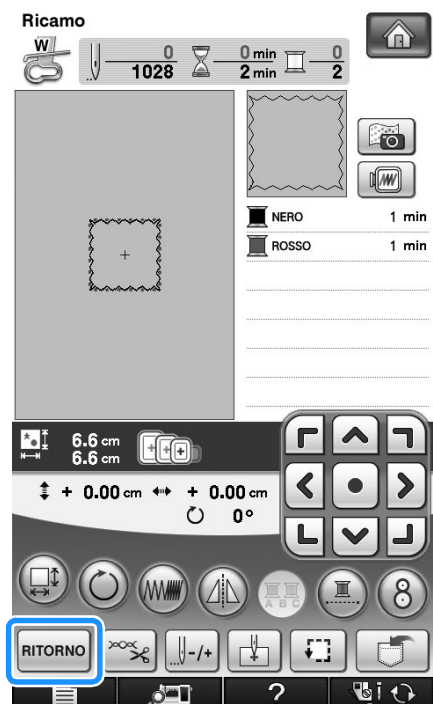 Ricamo
W
0
1028
0 min
2 min
0
2
NERO 1 min
ROSSO 1 min
6.6 cm
6.6 cm
+ 0.00 cm + 0.00 cm
0°
A B C
8
RITORNO
-/+
?
i